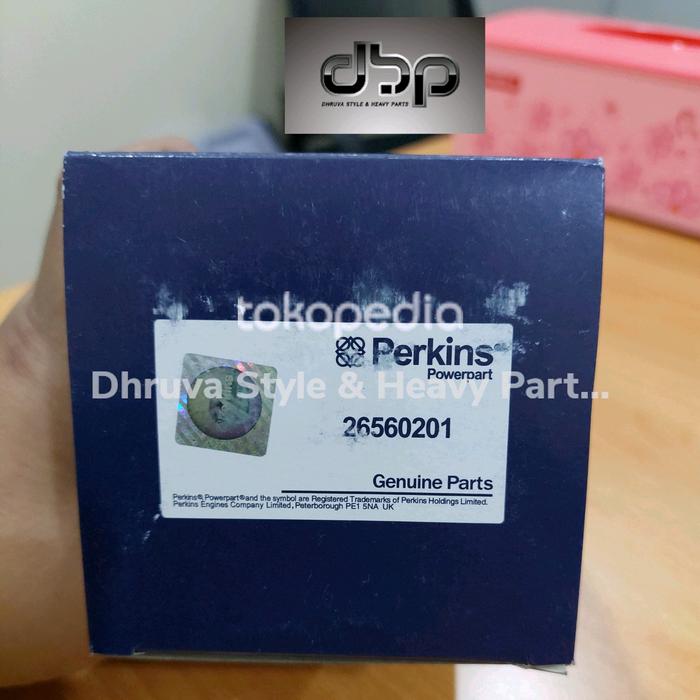 dbp
DHRUVA STYLE & HEAVY PARTS
tokopedia
Perkins
Powerpart
Dhruva Style & Heavy Part...
26560201
Genuine Parts
Perkins®, Powerpart® and the symbol are Registered Trademarks of Perkins Holdings Limited.
Perkins Engines Company Limited, Peterborough PE1 5NA UK